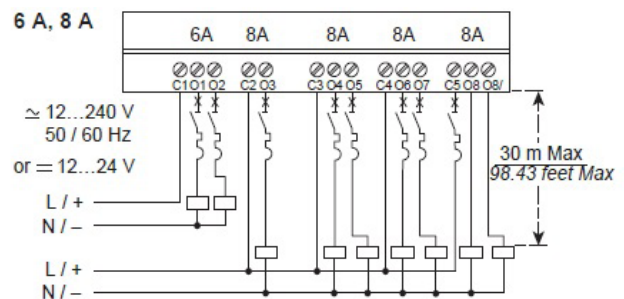 6 A, 8 A
6A 8A 8A 8A 8A
C1 O1 O2 C2 O3 C3 O4 O5 C4 O6 O7 C5 O8 O8/
≃ 12...240 V
50 / 60 Hz
or ⎓ 12...24 V
30 m Max
98.43 feet Max
L / +
N / –
L / +
N / –